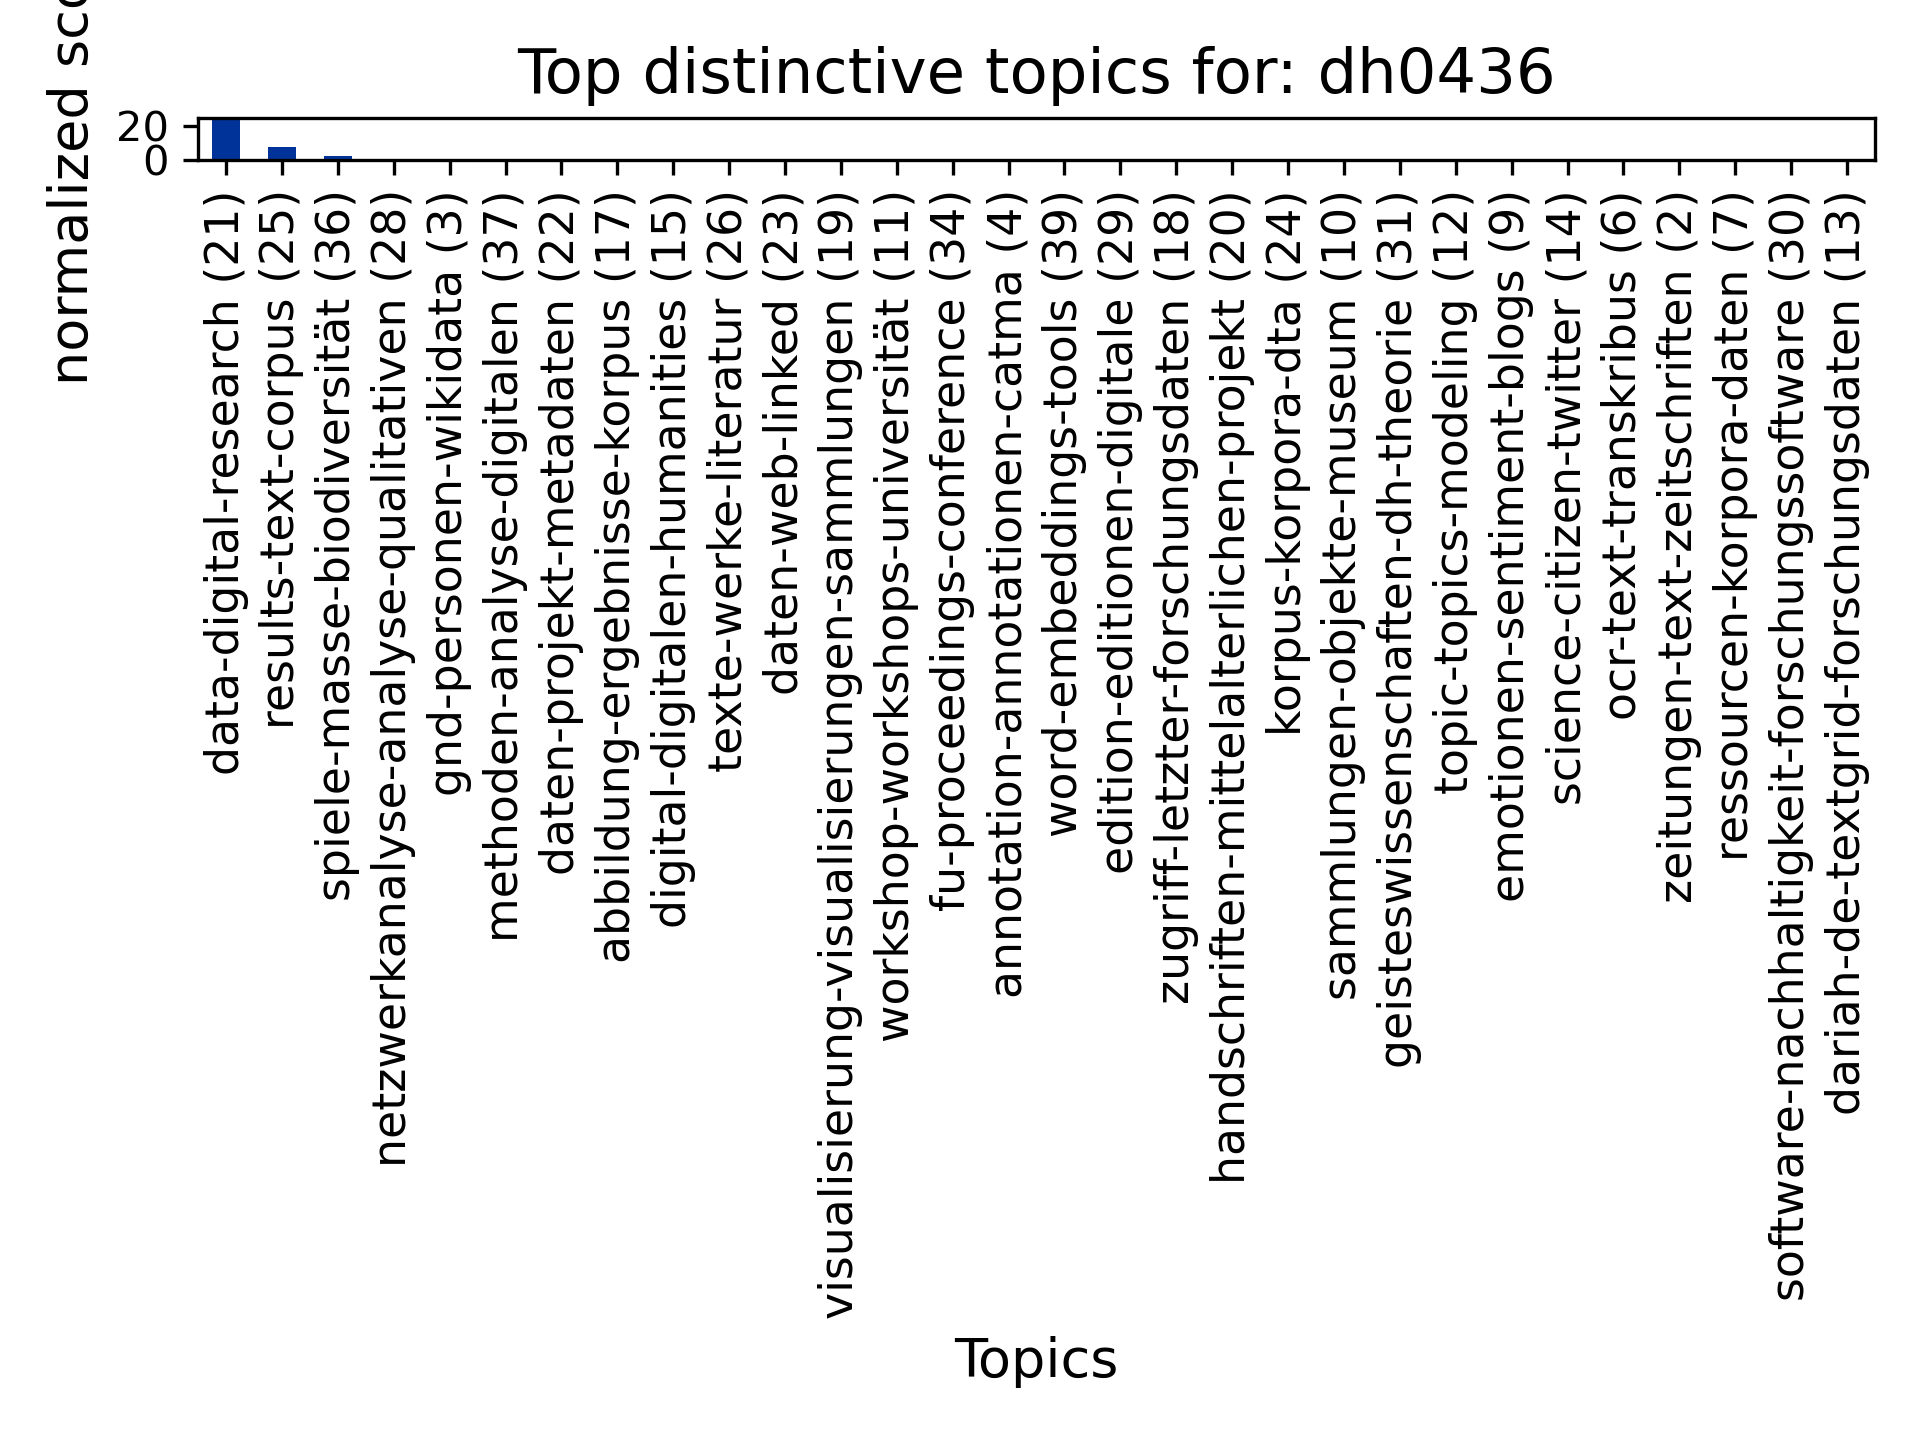 Top distinctive topics for: dh0436
normalized sco
20
0
data-digital-research (21)
results-text-corpus (25)
spiele-masse-biodiversität (36)
netzwerkanalyse-analyse-qualitativen (28)
gnd-personen-wikidata (3)
methoden-analyse-digitalen (37)
daten-projekt-metadaten (22)
abbildung-ergebnisse-korpus (17)
digital-digitalen-humanities (15)
texte-werke-literatur (26)
daten-web-linked (23)
visualisierung-visualisierungen-sammlungen (19)
workshop-workshops-universität (11)
fu-proceedings-conference (34)
annotation-annotationen-catma (4)
word-embeddings-tools (39)
edition-editionen-digitale (29)
zugriff-letzter-forschungsdaten (18)
handschriften-mittelalterlichen-projekt (20)
korpus-korpora-dta (24)
sammlungen-objekte-museum (10)
geisteswissenschaften-dh-theorie (31)
topic-topics-modeling (12)
emotionen-sentiment-blogs (9)
science-citizen-twitter (14)
ocr-text-transkribus (6)
zeitungen-text-zeitschriften (2)
ressourcen-korpora-daten (7)
software-nachhaltigkeit-forschungssoftware (30)
dariah-de-textgrid-forschungsdaten (13)
Topics